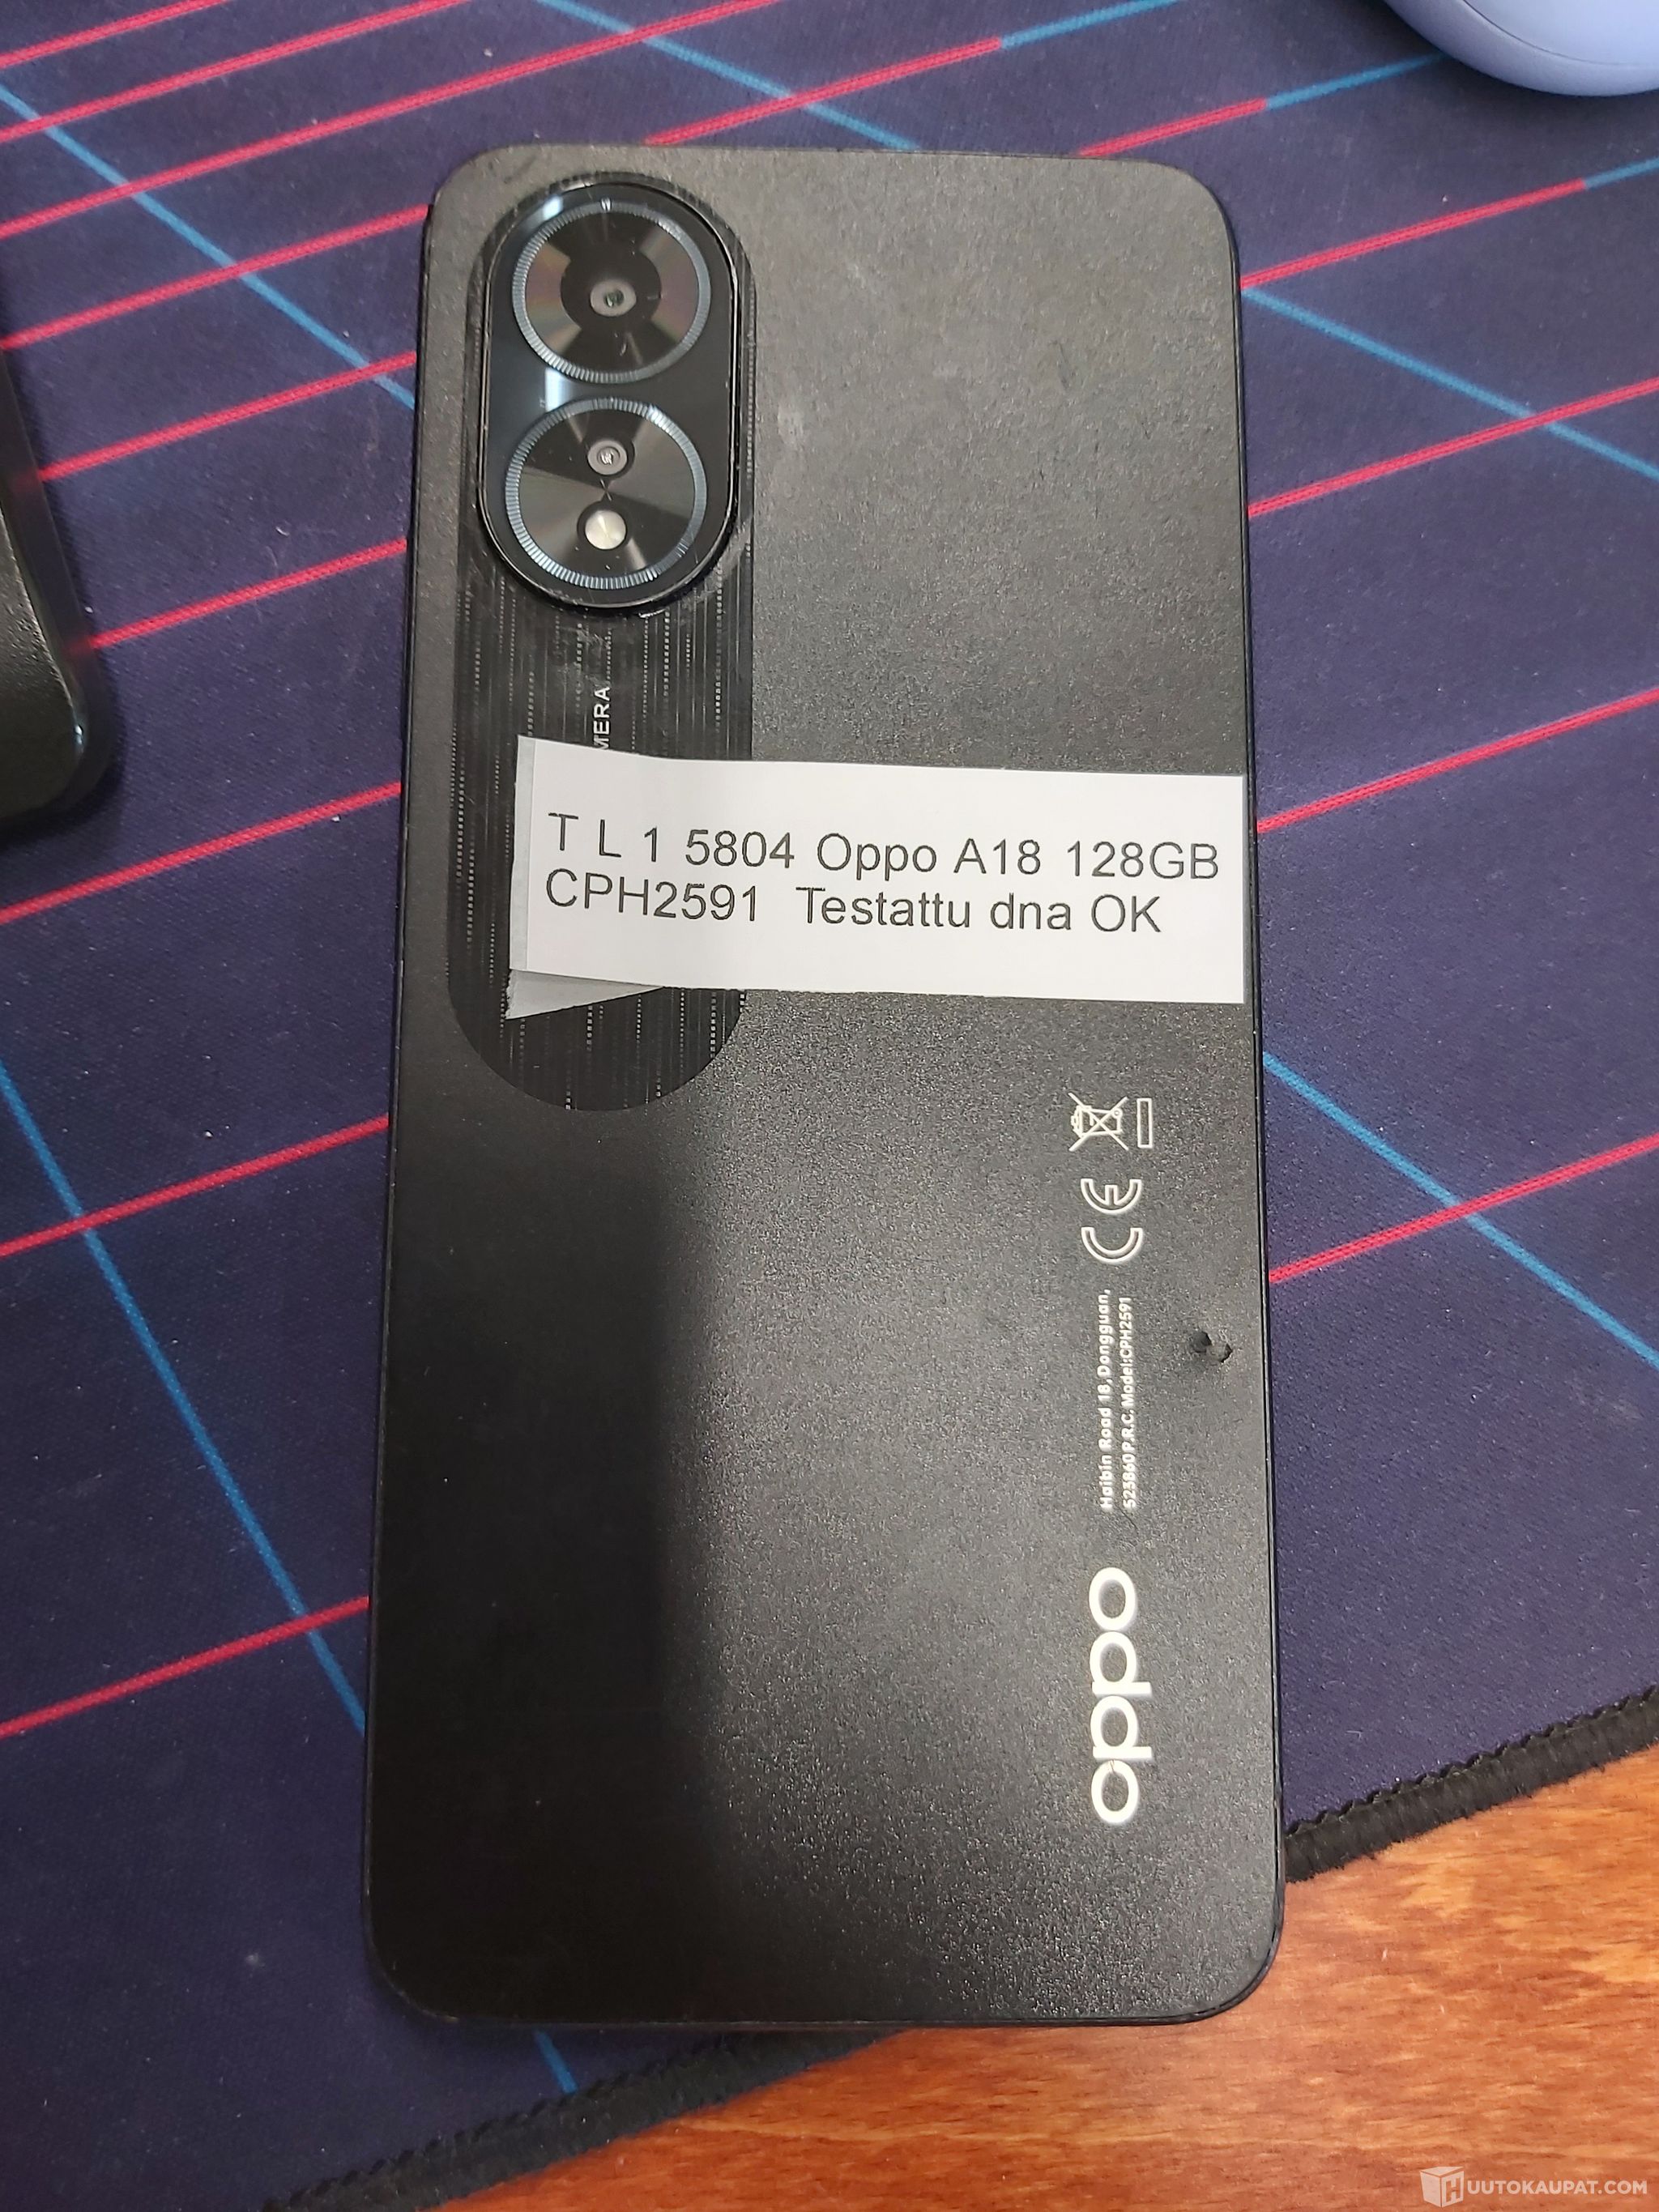 MERA
T L 1 5804 Oppo A18 128GB
CPH2591 Testattu dna OK
CE
Haibin Road 18, Dongguan,
523860 P.R.C. Model:CPH2591
oppo
HUUTOKAUPAT.COM